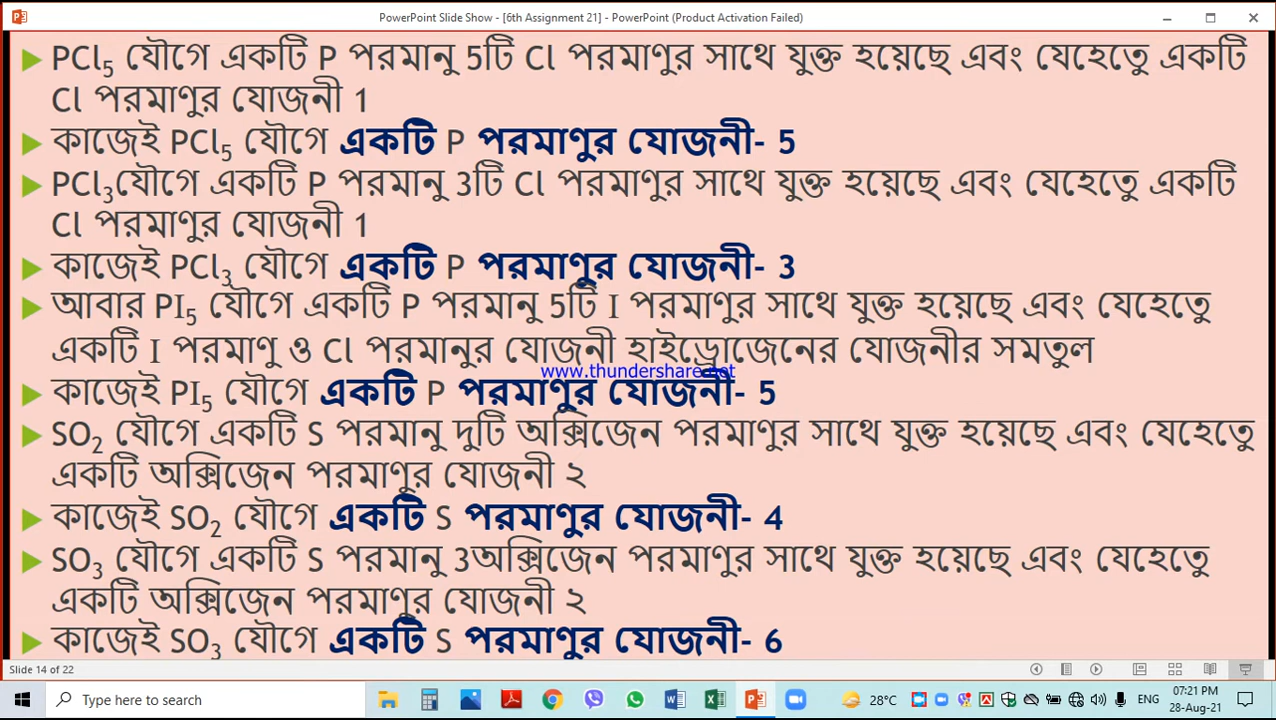 PowerPoint Slide Show - [6th Assignment 21] - PowerPoint (Product Activation Failed)
PCl₅ যৌগে একটি P পরমানু 5টি Cl পরমাণুর সাথে যুক্ত হয়েছে এবং যেহেতেু একটি
Cl পরমাণুর যোজনী 1
কাজেই PCl₅ যৌগে একটি P পরমাণুর যোজনী- 5
PCl₃যৌগে একটি P পরমানু 3টি Cl পরমাণুর সাথে যুক্ত হয়েছে এবং যেহেতেু একটি
Cl পরমাণুর যোজনী 1
কাজেই PCl₃ যৌগে একটি P পরমাণুর যোজনী- 3
আবার PI₅ যৌগে একটি P পরমানু 5টি I পরমাণুর সাথে যুক্ত হয়েছে এবং যেহেতেু
একটি I পরমাণু ও Cl পরমানুর যোজনী হাইড্রোজেনের যোজনীর সমতুল
www.thundershare.net
কাজেই PI₅ যৌগে একটি P পরমাণুর যোজনী- 5
SO₂ যৌগে একটি S পরমানু দুটি অক্সিজেন পরমাণুর সাথে যুক্ত হয়েছে এবং যেহেতেু
একটি অক্সিজেন পরমাণুর যোজনী ২
কাজেই SO₂ যৌগে একটি S পরমাণুর যোজনী- 4
SO₃ যৌগে একটি S পরমানু 3অক্সিজেন পরমাণুর সাথে যুক্ত হয়েছে এবং যেহেতেু
একটি অক্সিজেন পরমাণুর যোজনী ২
কাজেই SO₃ যৌগে একটি S পরমাণুর যোজনী- 6
Slide 14 of 22
Type here to search
28°C
ENG
07:21 PM
28-Aug-21